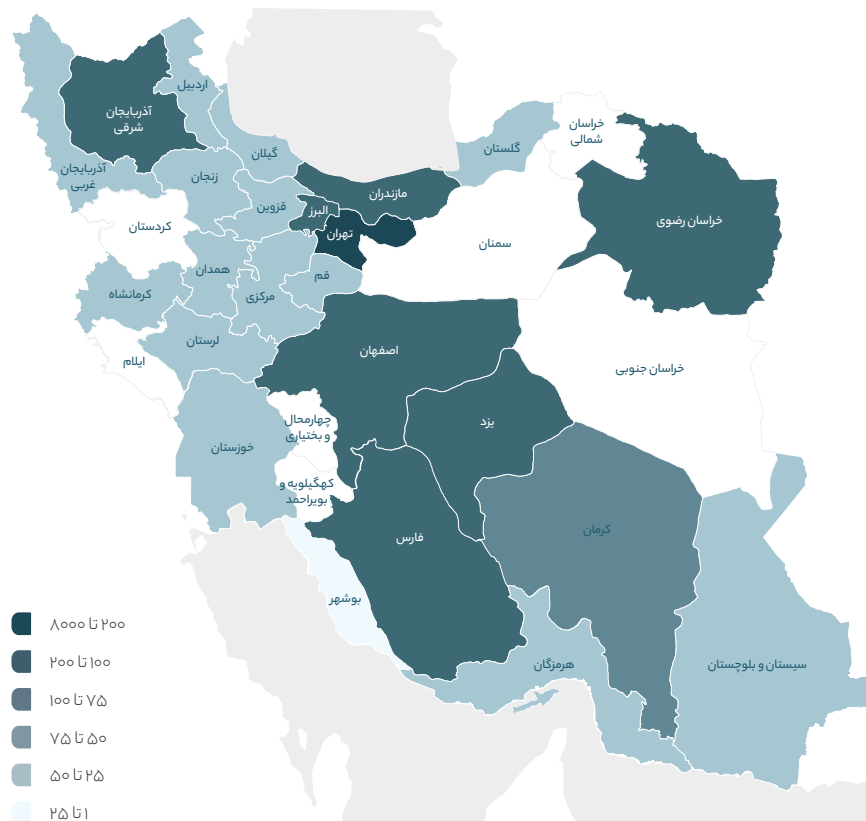 اردبیل
آذربایجان
شرقی
خراسان
شمالی
گلستان
گیلان
آذربایجان
غربی
زنجان
مازندران
قزوین
البرز
خراسان رضوی
کردستان
تهران
سمنان
همدان
قم
کرمانشاه
مرکزی
لرستان
اصفهان
ایلام
خراسان جنوبی
چهارمحال
و بختیاری
یزد
خوزستان
کهگیلویه و
بویراحمد
کرمان
فارس
بوشهر
هرمزگان
سیستان و بلوچستان
۲۰۰ تا ۸۰۰۰
۱۰۰ تا ۲۰۰
۷۵ تا ۱۰۰
۵۰ تا ۷۵
۲۵ تا ۵۰
۱ تا ۲۵